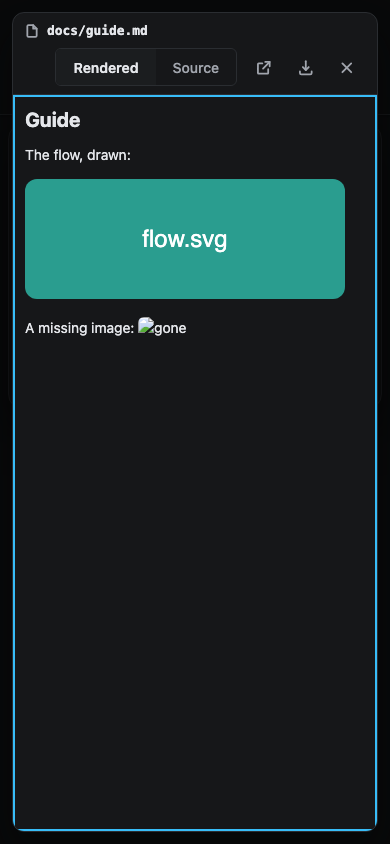 docs/guide.md
Rendered Source
Guide
The flow, drawn:
flow.svg
A missing image: gone